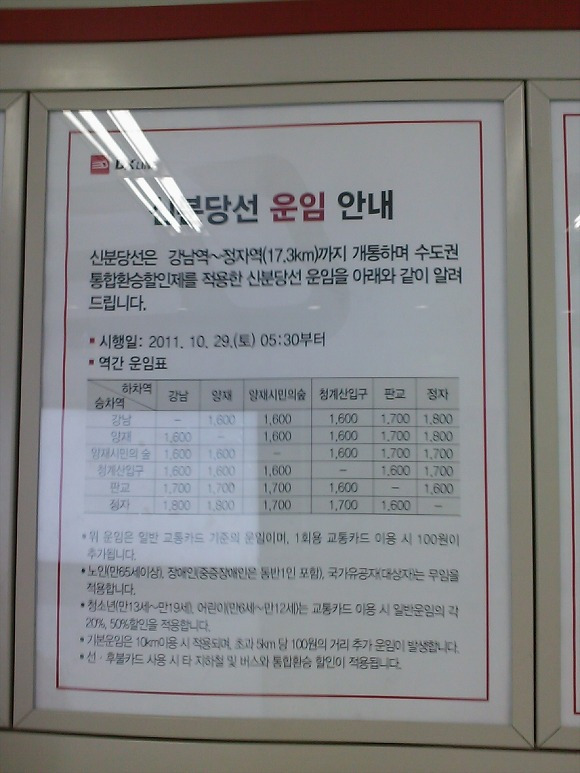 신분당선 운임 안내
신분당선은 강남역~정자역(17.3km)까지 개통하며 수도권
통합환승할인제를 적용한 신분당선 운임을 아래와 같이 알려
드립니다.
▪ 시행일: 2011. 10. 29.(토) 05:30부터
▪ 역간 운임표
하차역 승차역 강남 양재 양재시민의숲 청계산입구 판교 정자
강남 - 1,600 1,600 1,600 1,700 1,800
양재 1,600 - 1,600 1,600 1,700 1,800
양재시민의 숲 1,600 1,600 - 1,600 1,700 1,700
청계산입구 1,600 1,600 1,600 - 1,600 1,700
판교 1,700 1,700 1,700 1,600 - 1,600
정자 1,800 1,800 1,700 1,700 1,600 -
* 위 운임은 일반 교통카드 기준의 운임이며, 1회용 교통카드 이용 시 100원이
추가됩니다.
* 노인(만65세이상), 장애인(중증장애인은 동반1인 포함), 국가유공자(대상자)는 무임을
적용합니다.
* 청소년(만13세~만19세), 어린이(만6세~만12세)는 교통카드 이용 시 일반운임의 각
20%, 50%할인을 적용합니다.
* 기본운임은 10km이용 시 적용되며, 초과 5km 당 100원의 거리 추가 운임이 발생합니다.
* 선·후불카드 사용 시 타 지하철 및 버스와 통합환승 할인이 적용됩니다.